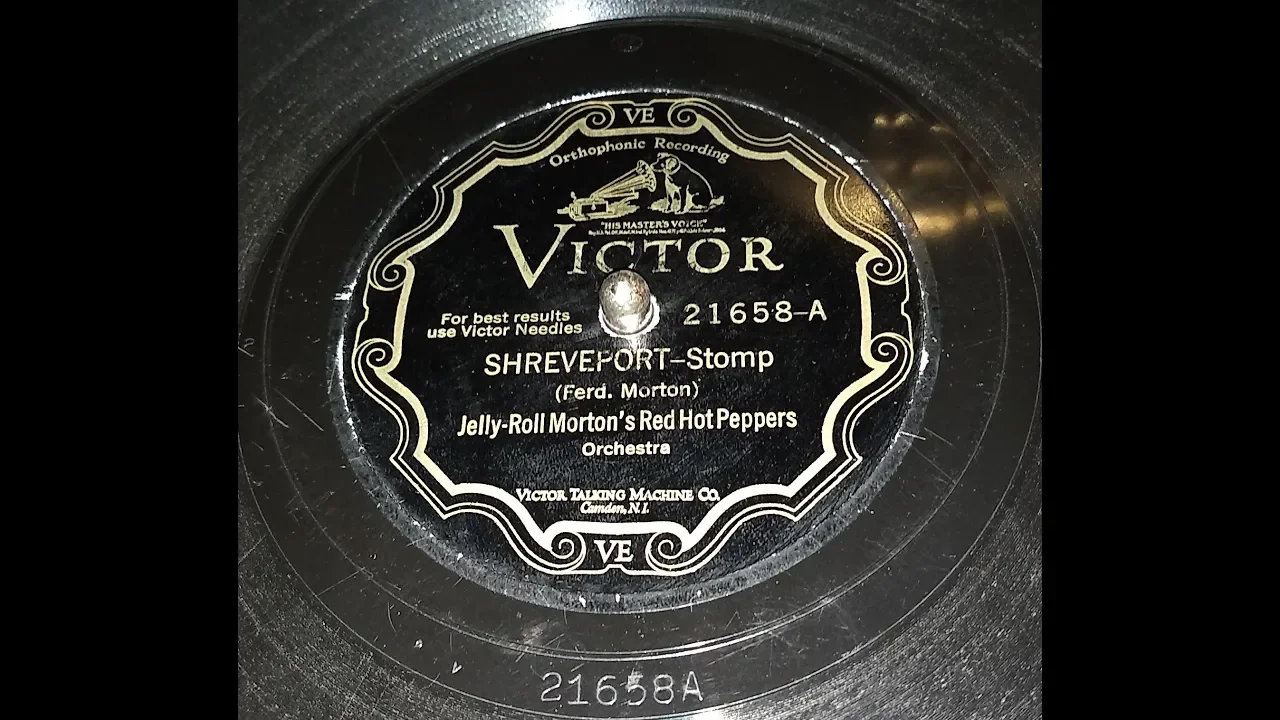 VE
Orthophonic Recording
"HIS MASTER'S VOICE"
VICTOR
For best results
use Victor Needles
21658-A
SHREVEPORT-Stomp
(Ferd. Morton)
Jelly-Roll Morton's Red Hot Peppers
Orchestra
VICTOR TALKING MACHINE CO.
Camden, N.J.
VE
21658A